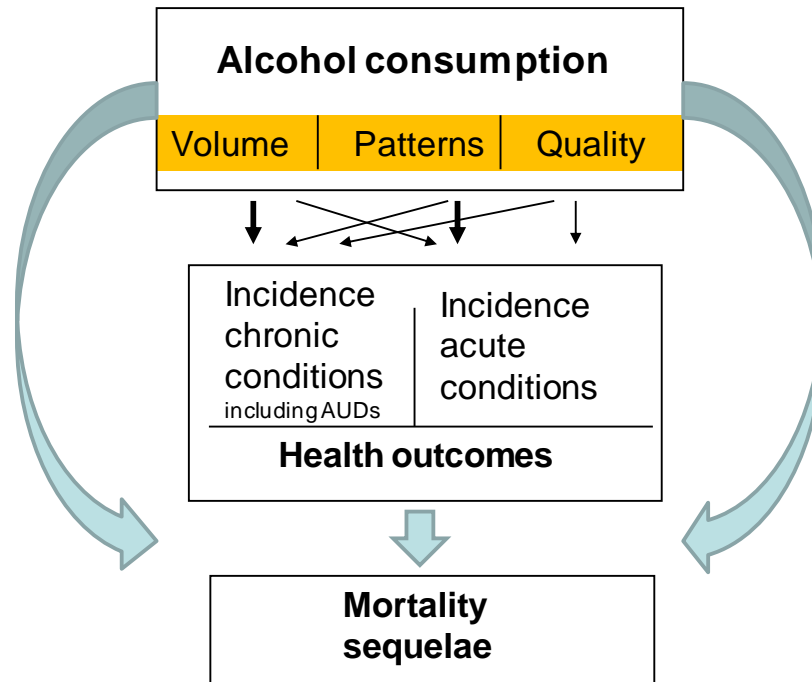 Alcohol consumption
Volume Patterns Quality
Incidence
chronic
conditions
including AUDs
Incidence
acute
conditions
Health outcomes
Mortality
sequelae